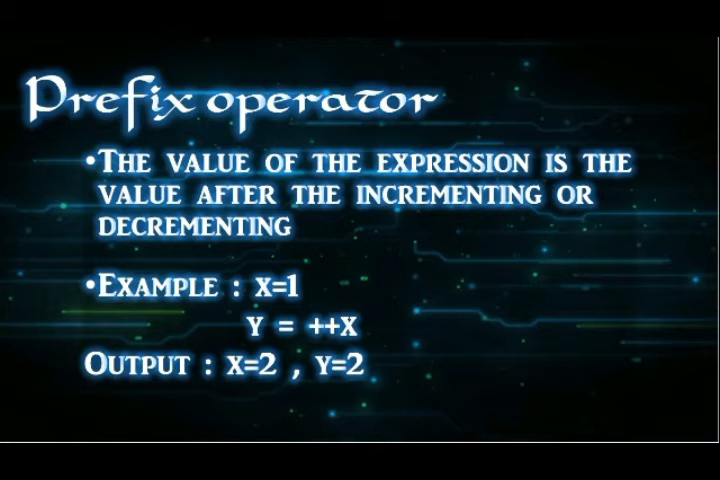 Prefix operator
•The value of the expression is the
value after the incrementing or
decrementing
•Example : x=1
y = ++x
Output : x=2 , y=2